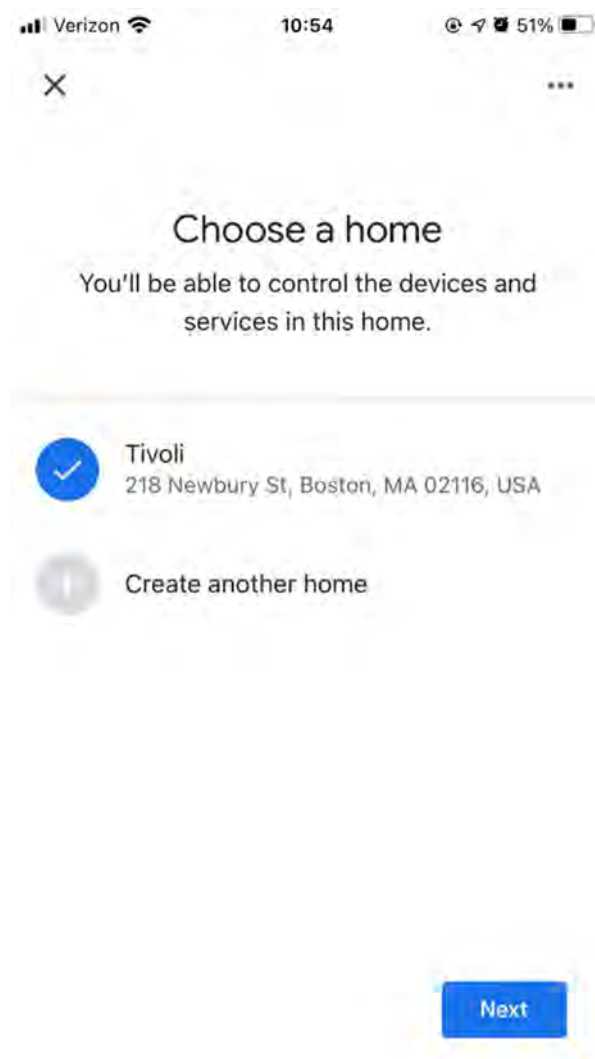 Verizon 10:54 51%
Choose a home
You'll be able to control the devices and
services in this home.
Tivoli
218 Newbury St, Boston, MA 02116, USA
Create another home
Next